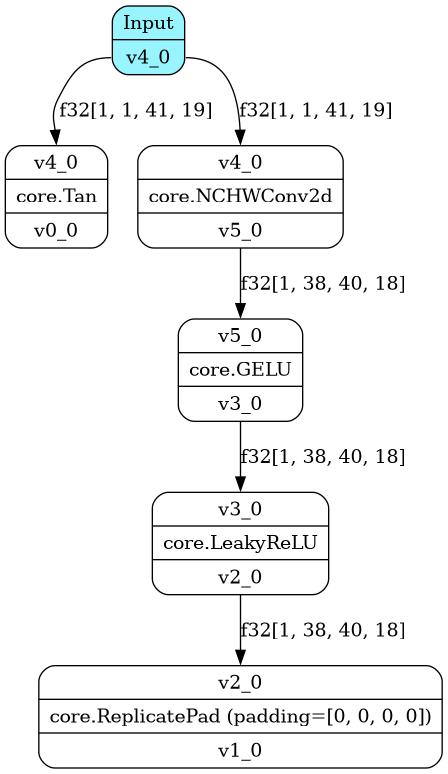 Input
v4_0
f32[1, 1, 41, 19]
f32[1, 1, 41, 19]
v4_0
core.Tan
v0_0
v4_0
core.NCHWConv2d
v5_0
f32[1, 38, 40, 18]
v5_0
core.GELU
v3_0
f32[1, 38, 40, 18]
v3_0
core.LeakyReLU
v2_0
f32[1, 38, 40, 18]
v2_0
core.ReplicatePad (padding=[0, 0, 0, 0])
v1_0